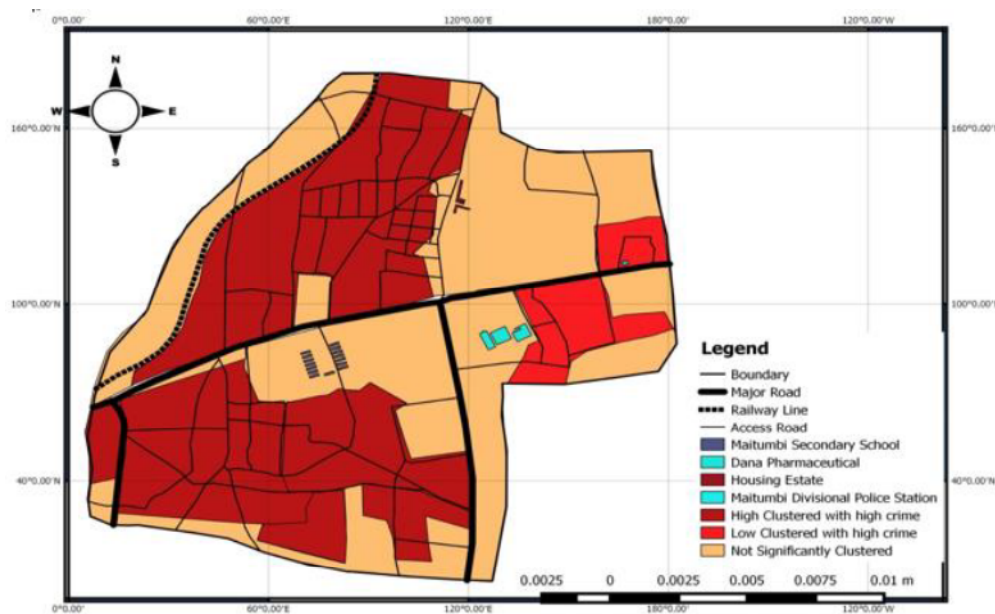 0°0.00' 60°0.00'E 120°0.00'E 180°0.00' 120°0.00'W
N
W E
S
160°0.00'N 160°0.00'N
100°0.00'N 100°0.00'N
40°0.00'N 40°0.00'N
Legend
Boundary
Major Road
Railway Line
Access Road
Maitumbi Secondary School
Dana Pharmaceutical
Housing Estate
Maitumbi Divisional Police Station
High Clustered with high crime
Low Clustered with high crime
Not Significantly Clustered
0.0025 0 0.0025 0.005 0.0075 0.01 m
0°0.00' 60°0.00'E 120°0.00'E 180°0.00' 120°0.00'W